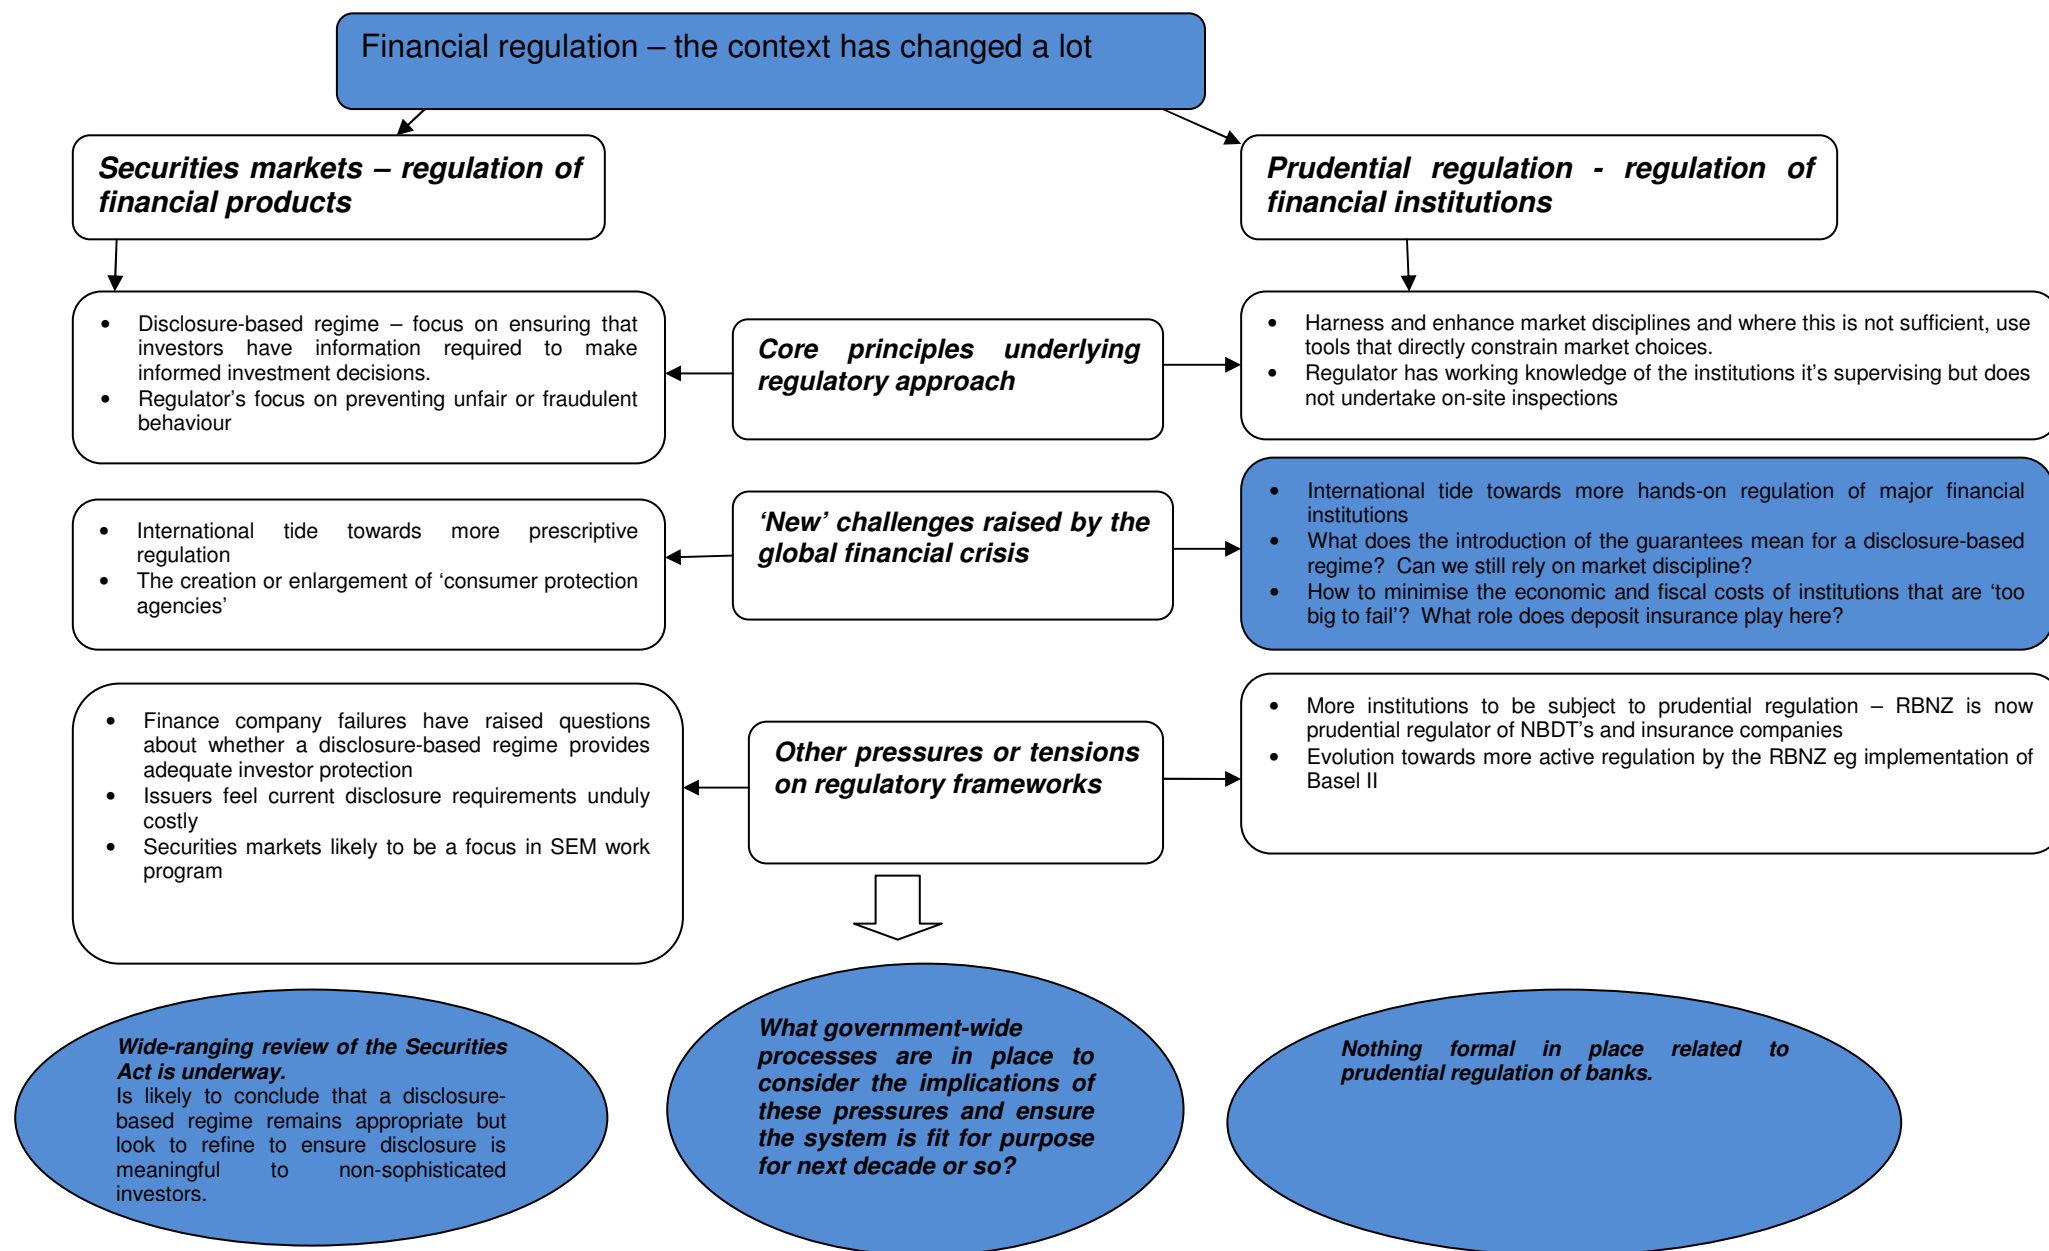 Financial regulation – the context has changed a lot
Securities markets – regulation of
financial products
Prudential regulation - regulation of
financial institutions
• Disclosure-based regime – focus on ensuring that
investors have information required to make
informed investment decisions.
• Regulator’s focus on preventing unfair or fraudulent
behaviour
Core principles underlying
regulatory approach
• Harness and enhance market disciplines and where this is not sufficient, use
tools that directly constrain market choices.
• Regulator has working knowledge of the institutions it’s supervising but does
not undertake on-site inspections
• International tide towards more prescriptive
regulation
• The creation or enlargement of ‘consumer protection
agencies’
‘New’ challenges raised by the
global financial crisis
• International tide towards more hands-on regulation of major financial
institutions
• What does the introduction of the guarantees mean for a disclosure-based
regime? Can we still rely on market discipline?
• How to minimise the economic and fiscal costs of institutions that are ‘too
big to fail’? What role does deposit insurance play here?
• Finance company failures have raised questions
about whether a disclosure-based regime provides
adequate investor protection
• Issuers feel current disclosure requirements unduly
costly
• Securities markets likely to be a focus in SEM work
program
Other pressures or tensions
on regulatory frameworks
• More institutions to be subject to prudential regulation – RBNZ is now
prudential regulator of NBDT’s and insurance companies
• Evolution towards more active regulation by the RBNZ eg implementation of
Basel II
Wide-ranging review of the Securities
Act is underway.
Is likely to conclude that a disclosure-
based regime remains appropriate but
look to refine to ensure disclosure is
meaningful to non-sophisticated
investors.
What government-wide
processes are in place to
consider the implications of
these pressures and ensure
the system is fit for purpose
for next decade or so?
Nothing formal in place related to
prudential regulation of banks.